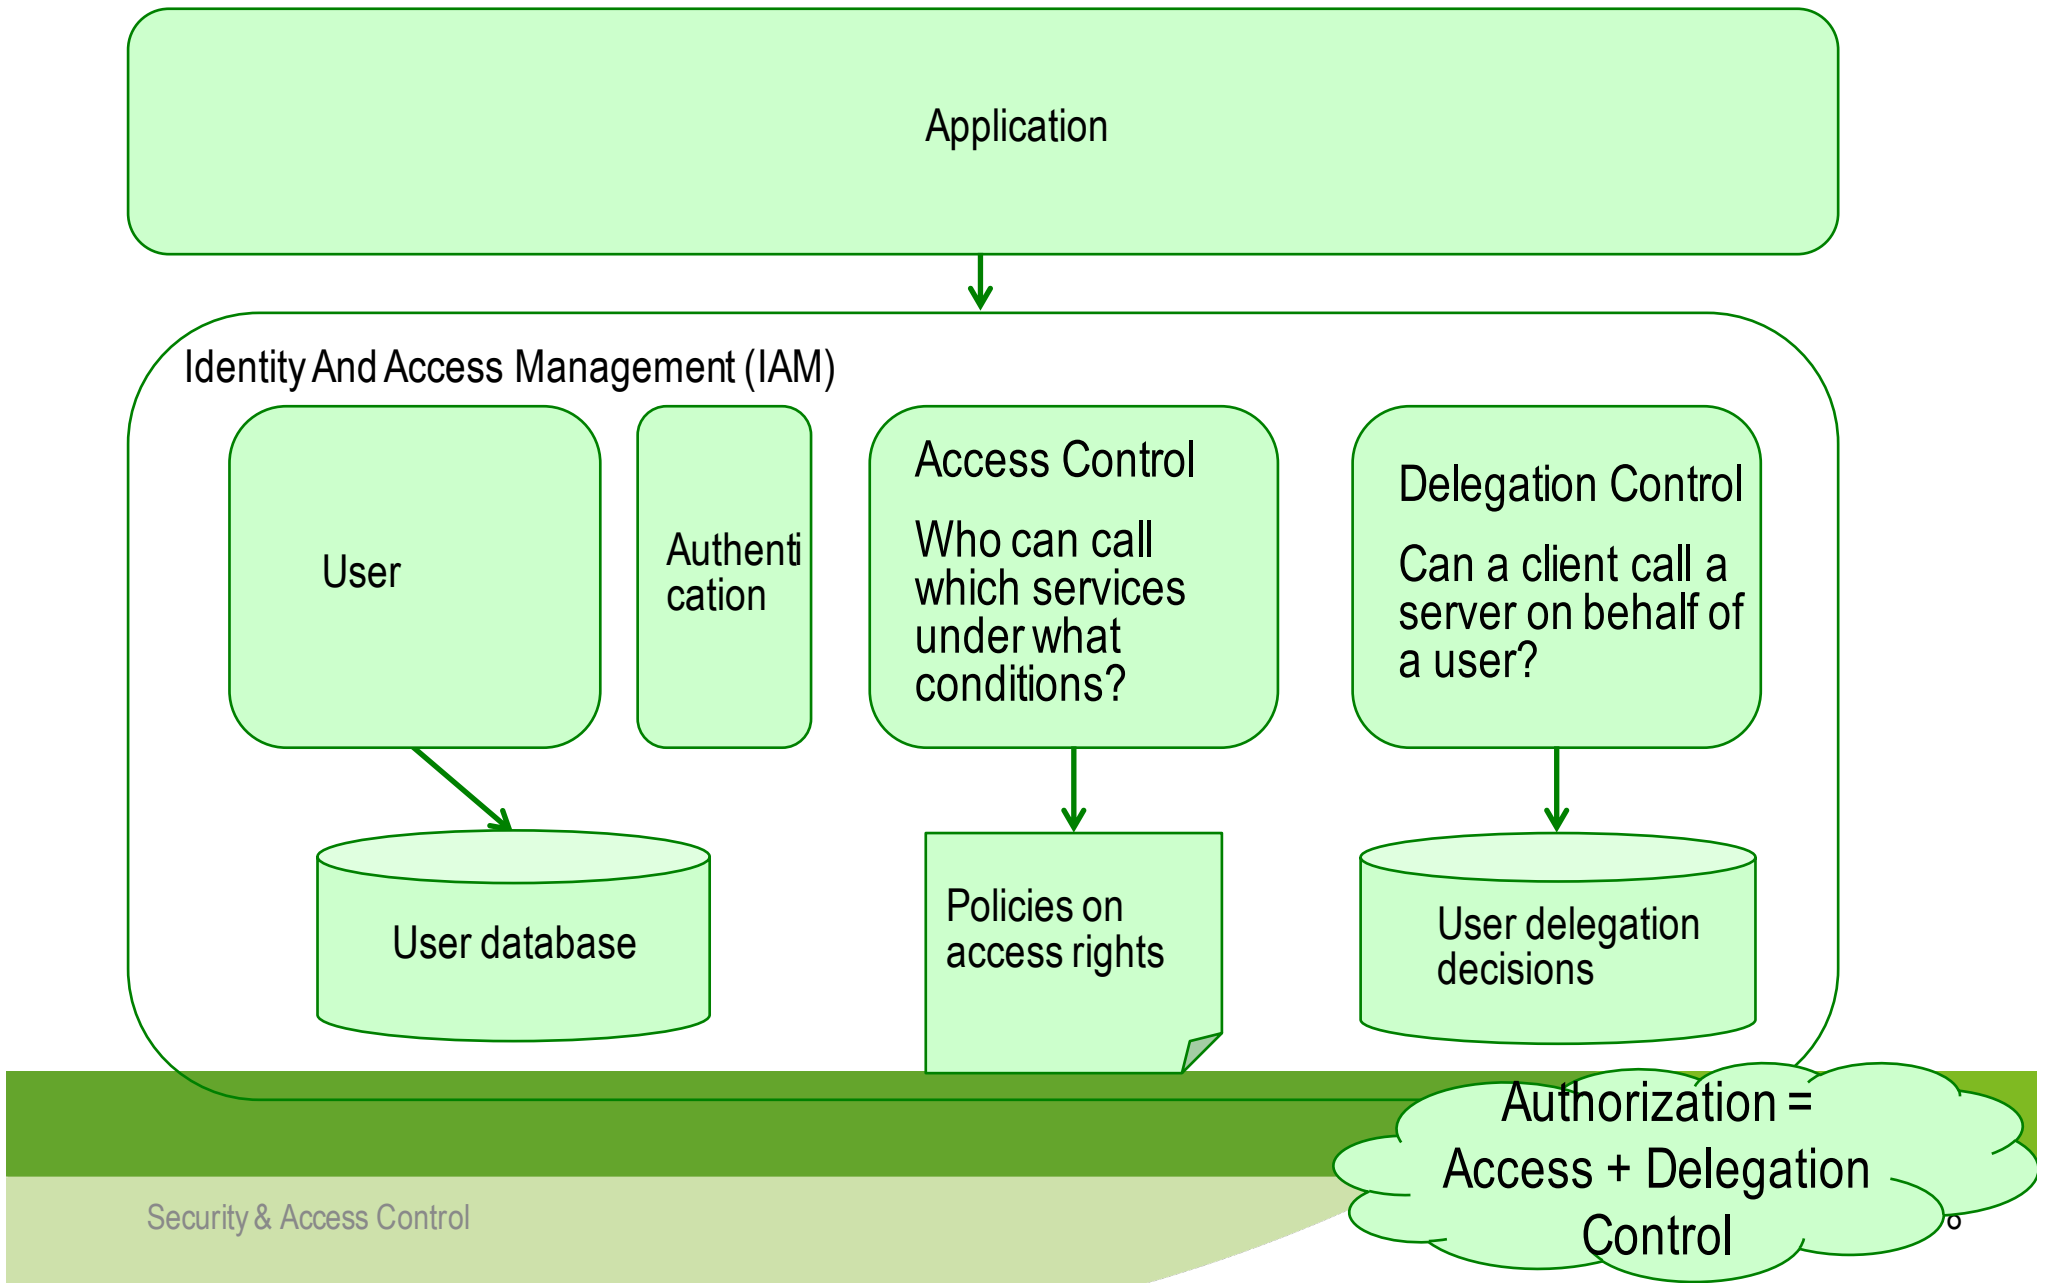 Application
Identity And Access Management (IAM)
User
Authenti
cation
Access Control
Who can call
which services
under what
conditions?
Delegation Control
Can a client call a
server on behalf of
a user?
User database
Policies on
access rights
User delegation
decisions
Authorization =
Access + Delegation
Control
Security & Access Control